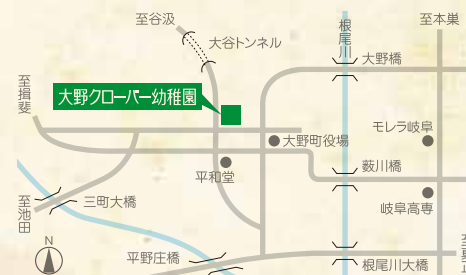 至谷汲
至本巣
根尾川
大谷トンネル
大野橋
至揖斐
大野クローバー幼稚園
モレラ岐阜
大野町役場
平和堂
薮川橋
至池田
三町大橋
岐阜高専
N
平野庄橋
根尾川大橋